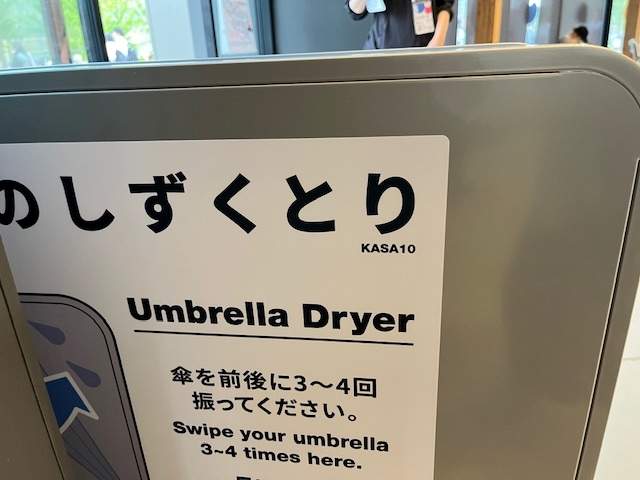 のしずくとり
KASA10
Umbrella Dryer
傘を前後に3〜4回
振ってください。
Swipe your umbrella
3~4 times here.